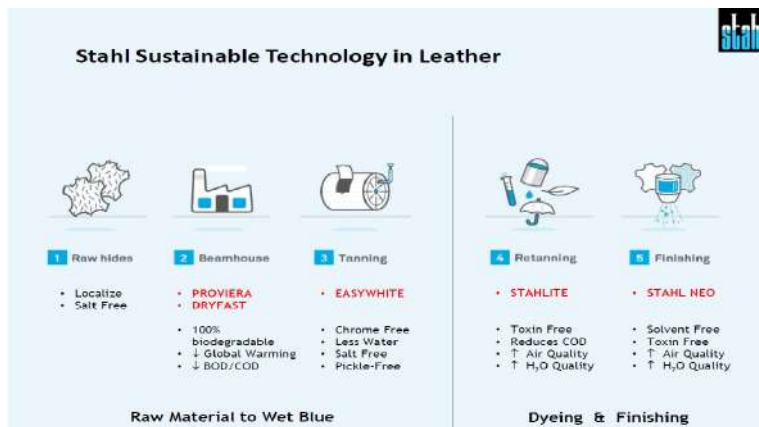 stahl
Stahl Sustainable Technology in Leather
1 Raw hides
• Localize
• Salt Free
2 Beamhouse
• PROVIERA
• DRYFAST
• 100%
biodegradable
• ↓ Global Warming
• ↓ BOD/COD
3 Tanning
• EASYWHITE
• Chrome Free
• Less Water
• Salt Free
• Pickle-Free
4 Retanning
• STAHLITE
• Toxin Free
• Reduces COD
• ↑ Air Quality
• ↑ H₂O Quality
5 Finishing
• STAHL NEO
• Solvent Free
• Toxin Free
• ↑ Air Quality
• ↑ H₂O Quality
Raw Material to Wet Blue
Dyeing & Finishing